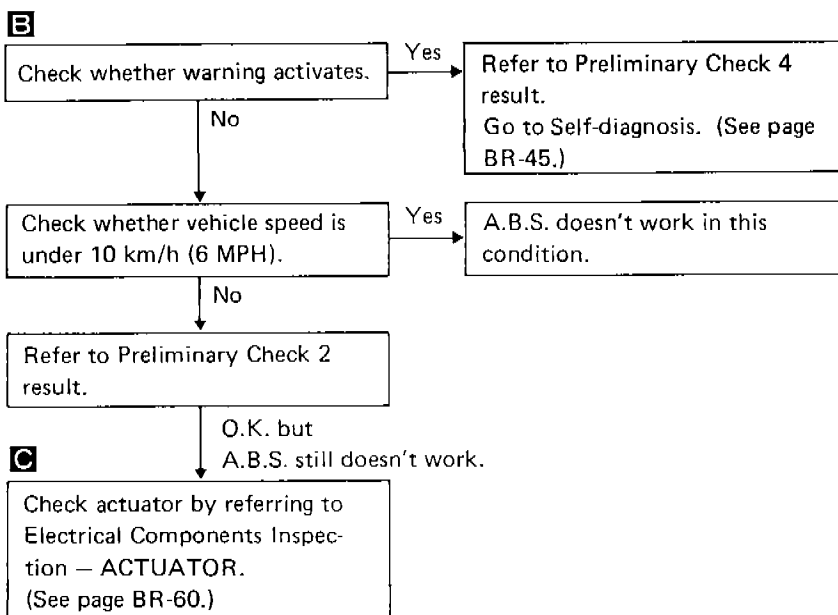 B
Check whether warning activates.
Yes
Refer to Preliminary Check 4
result.
Go to Self-diagnosis. (See page
BR-45.)
No
Check whether vehicle speed is
under 10 km/h (6 MPH).
Yes
A.B.S. doesn't work in this
condition.
No
Refer to Preliminary Check 2
result.
O.K. but
A.B.S. still doesn't work.
C
Check actuator by referring to
Electrical Components Inspec-
tion — ACTUATOR.
(See page BR-60.)